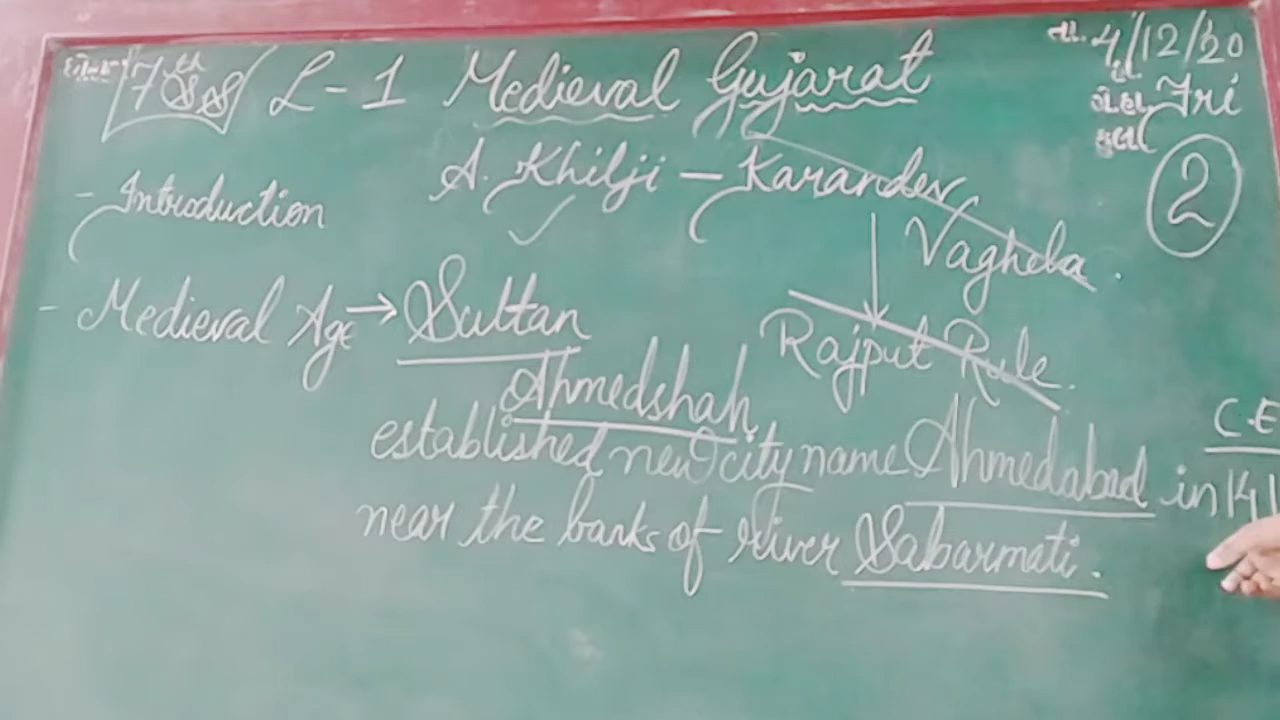 7th S.S L-1 Medieval Gujarat
તા. 4/12/20
Fri
2
- Introduction
A. Khilji - Karandev
Vaghela.
Rajput Rule.
- Medieval Age → Sultan
Ahmedshah
established new city name Ahmedabad in 141
C.E
near the banks of river Sabarmati.